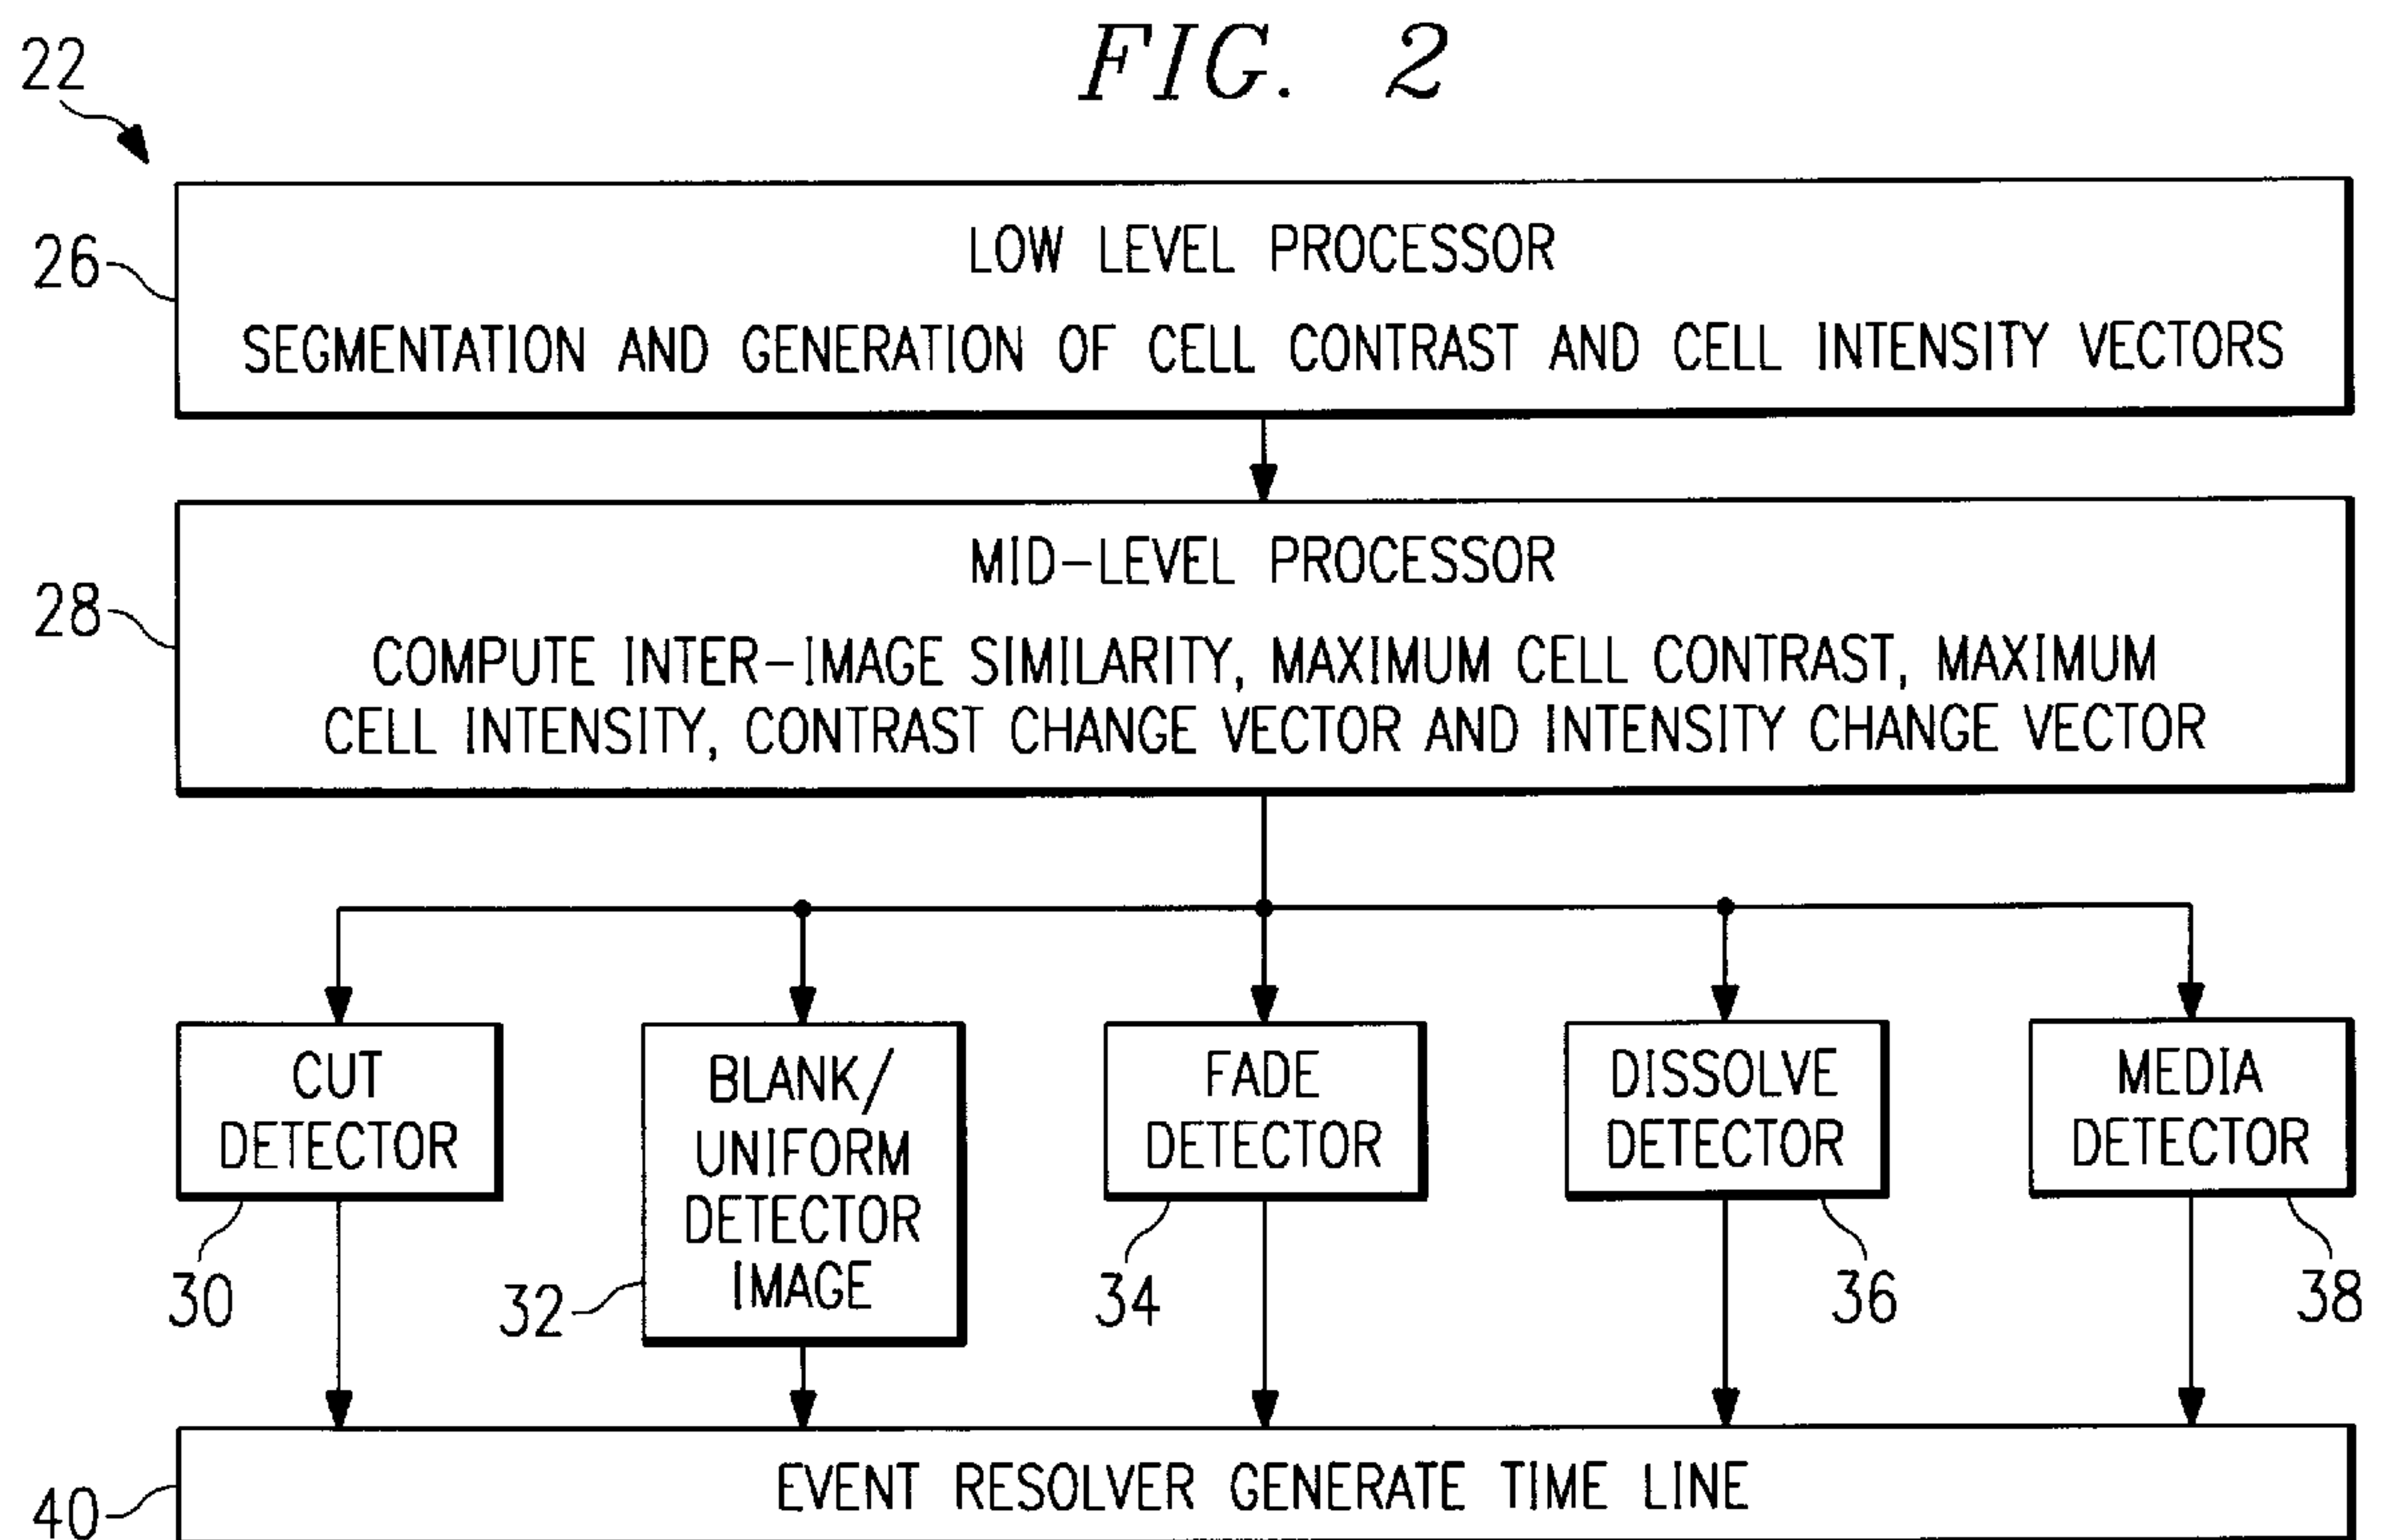 FIG. 2
22
26
LOW LEVEL PROCESSOR
SEGMENTATION AND GENERATION OF CELL CONTRAST AND CELL INTENSITY VECTORS
28
MID-LEVEL PROCESSOR
COMPUTE INTER-IMAGE SIMILARITY, MAXIMUM CELL CONTRAST, MAXIMUM
CELL INTENSITY, CONTRAST CHANGE VECTOR AND INTENSITY CHANGE VECTOR
CUT
DETECTOR
30
BLANK/
UNIFORM
DETECTOR
IMAGE
32
FADE
DETECTOR
34
DISSOLVE
DETECTOR
36
MEDIA
DETECTOR
38
40
EVENT RESOLVER GENERATE TIME LINE